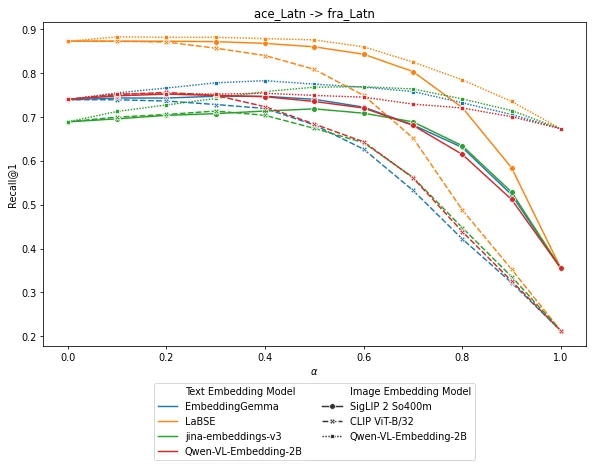 ace_Latn -> fra_Latn
Recall@1
0.9
0.8
0.7
0.6
0.5
0.4
0.3
0.2
0.0 0.2 0.4 0.6 0.8 1.0
α
Text Embedding Model
EmbeddingGemma
LaBSE
jina-embeddings-v3
Qwen-VL-Embedding-2B
Image Embedding Model
SigLIP 2 So400m
CLIP ViT-B/32
Qwen-VL-Embedding-2B